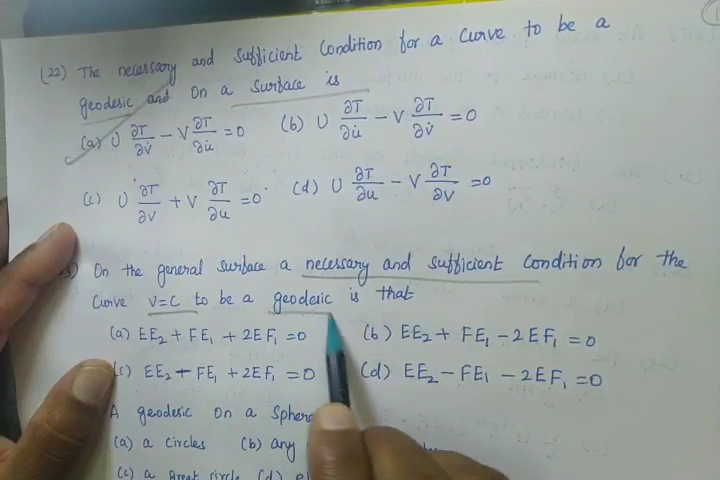 (22) The necessary and sufficient Condition for a curve to be a
geodesic and on a surface is
(a) U ∂T/∂v̇ − V ∂T/∂u̇ = 0 (b) U ∂T/∂u̇ − V ∂T/∂v̇ = 0
(c) U ∂T/∂v + V ∂T/∂u = 0 (d) U ∂T/∂u − V ∂T/∂v = 0
On the general surface a necessary and sufficient condition for the
curve V=C to be a geodesic is that
(a) EE₂ + FE₁ + 2EF₁ = 0 (b) EE₂ + FE₁ − 2EF₁ = 0
(c) EE₂ − FE₁ + 2EF₁ = 0 (d) EE₂ − FE₁ − 2EF₁ = 0
A geodesic on a
(a) a circles (b) any
(c) a great circle (d)